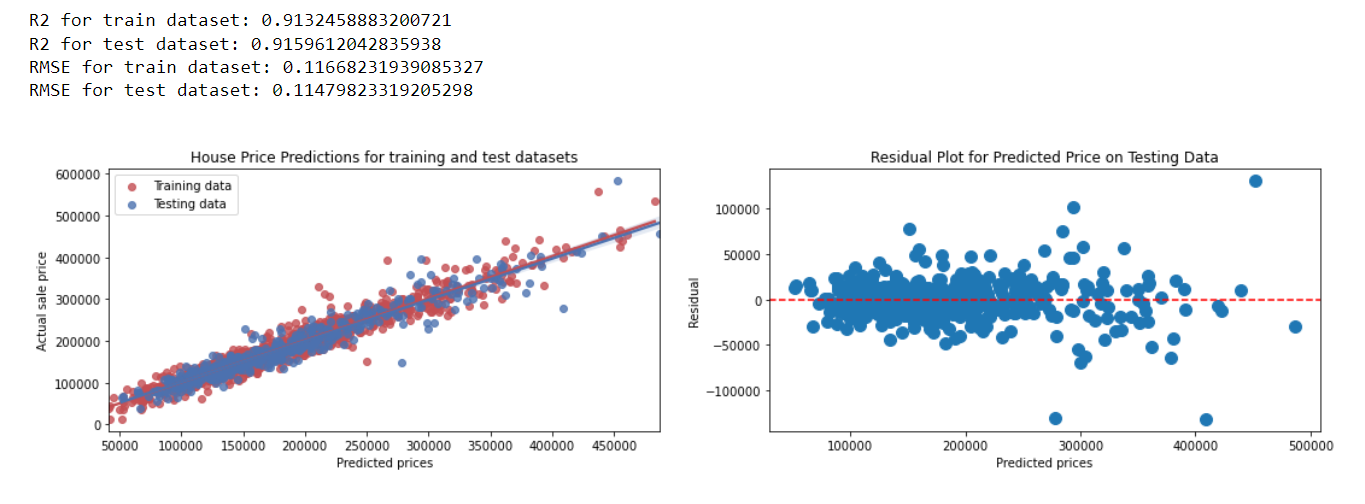 R2 for train dataset: 0.9132458883200721
R2 for test dataset: 0.9159612042835938
RMSE for train dataset: 0.11668231939085327
RMSE for test dataset: 0.11479823319205298
House Price Predictions for training and test datasets
Training data
Testing data
Actual sale price
600000
500000
400000
300000
200000
100000
0
50000 100000 150000 200000 250000 300000 350000 400000 450000
Predicted prices
Residual Plot for Predicted Price on Testing Data
Residual
100000
50000
0
−50000
−100000
100000 200000 300000 400000 500000
Predicted prices